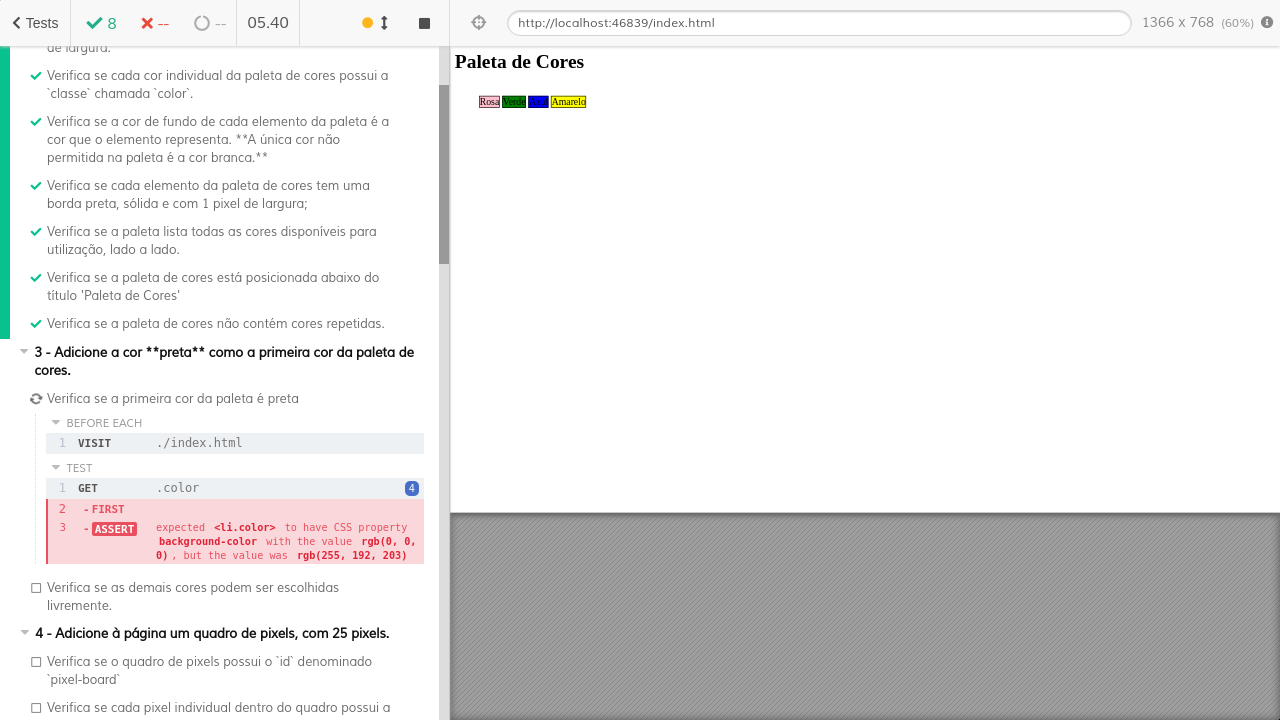 Tests 8 -- -- 05.40
http://localhost:46839/index.html 1366 x 768 (60%)
de largura.
Verifica se cada cor individual da paleta de cores possui a
`classe` chamada `color`.
Verifica se a cor de fundo de cada elemento da paleta é a
cor que o elemento representa. **A única cor não
permitida na paleta é a cor branca.**
Verifica se cada elemento da paleta de cores tem uma
borda preta, sólida e com 1 pixel de largura;
Verifica se a paleta lista todas as cores disponíveis para
utilização, lado a lado.
Verifica se a paleta de cores está posicionada abaixo do
título 'Paleta de Cores'
Verifica se a paleta de cores não contém cores repetidas.
3 - Adicione a cor **preta** como a primeira cor da paleta de
cores.
Verifica se a primeira cor da paleta é preta
BEFORE EACH
1 VISIT ./index.html
TEST
1 GET .color 4
2 - FIRST
3 - ASSERT expected <li.color> to have CSS property
background-color with the value rgb(0, 0,
0), but the value was rgb(255, 192, 203)
Verifica se as demais cores podem ser escolhidas
livremente.
4 - Adicione à página um quadro de pixels, com 25 pixels.
Verifica se o quadro de pixels possui o `id` denominado
`pixel-board`
Verifica se cada pixel individual dentro do quadro possui a
Paleta de Cores
Rosa Verde Azul Amarelo